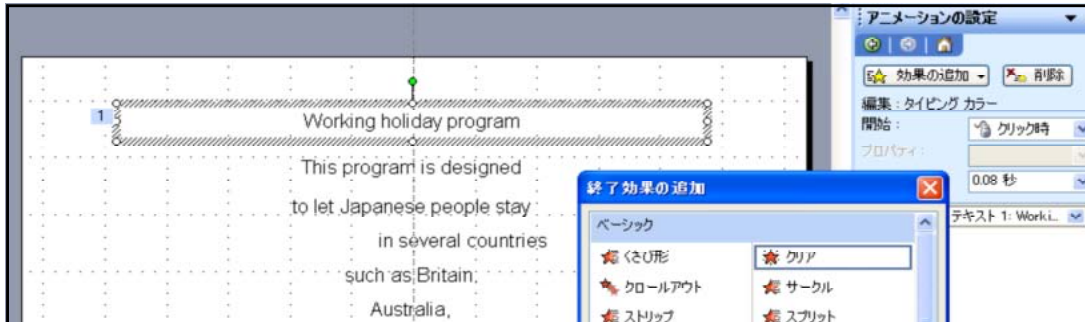 アニメーションの設定
効果の追加 削除
編集 : タイピング カラー
開始 : クリック時
プロパティ :
0.08 秒
テキスト 1: Worki...
1
Working holiday program
This program is designed
to let Japanese people stay
in several countries
such as Britain,
Australia,
終了効果の追加
ベーシック
くさび形 クリア
クロールアウト サークル
ストリップ スプリット